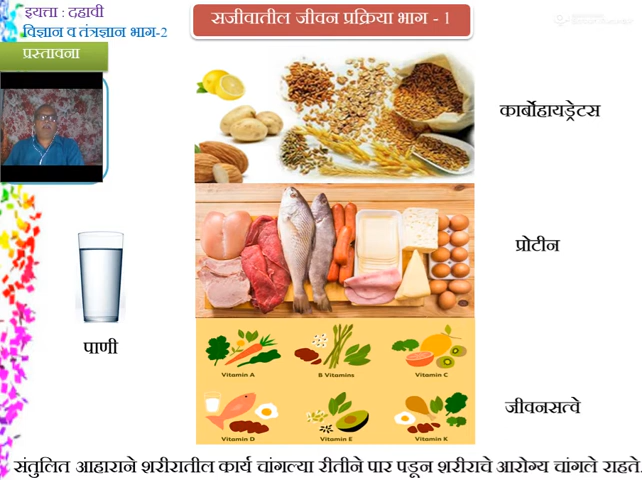 इयत्ता : दहावी
विज्ञान व तंत्रज्ञान भाग-2
सजीवातील जीवन प्रक्रिया भाग - 1
प्रस्तावना
कार्बोहायड्रेटस
प्रोटीन
पाणी
Vitamin A
B Vitamins
Vitamin C
जीवनसत्वे
Vitamin D
Vitamin E
Vitamin K
संतुलित आहाराने शरीरातील कार्य चांगल्या रीतीने पार पडून शरीराचे आरोग्य चांगले राहते.